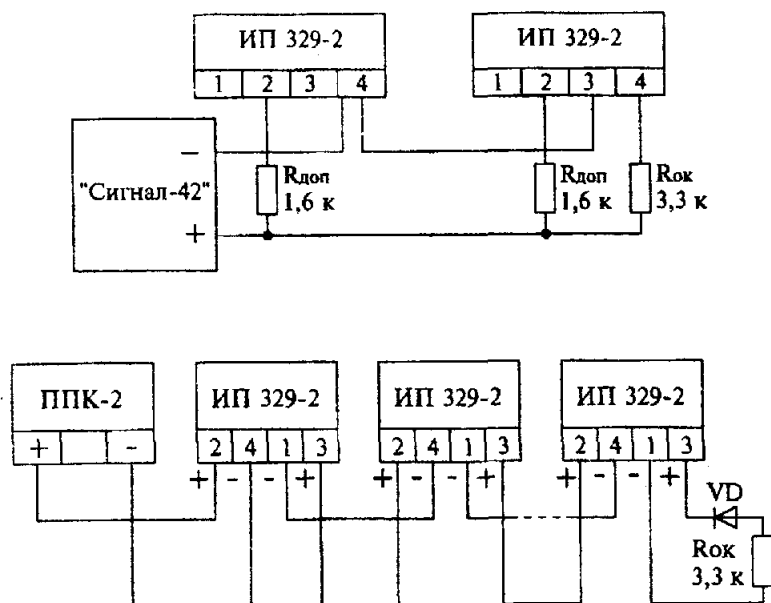 ИП 329-2
1 2 3 4
ИП 329-2
1 2 3 4
"Сигнал-42"
−
+
Rдоп
1,6 к
Rдоп
1,6 к
Rок
3,3 к
ППК-2
+ -
ИП 329-2
2 4 1 3
+ - - +
ИП 329-2
2 4 1 3
+ - - +
ИП 329-2
2 4 1 3
+ - - +
VD
Rок
3,3 к